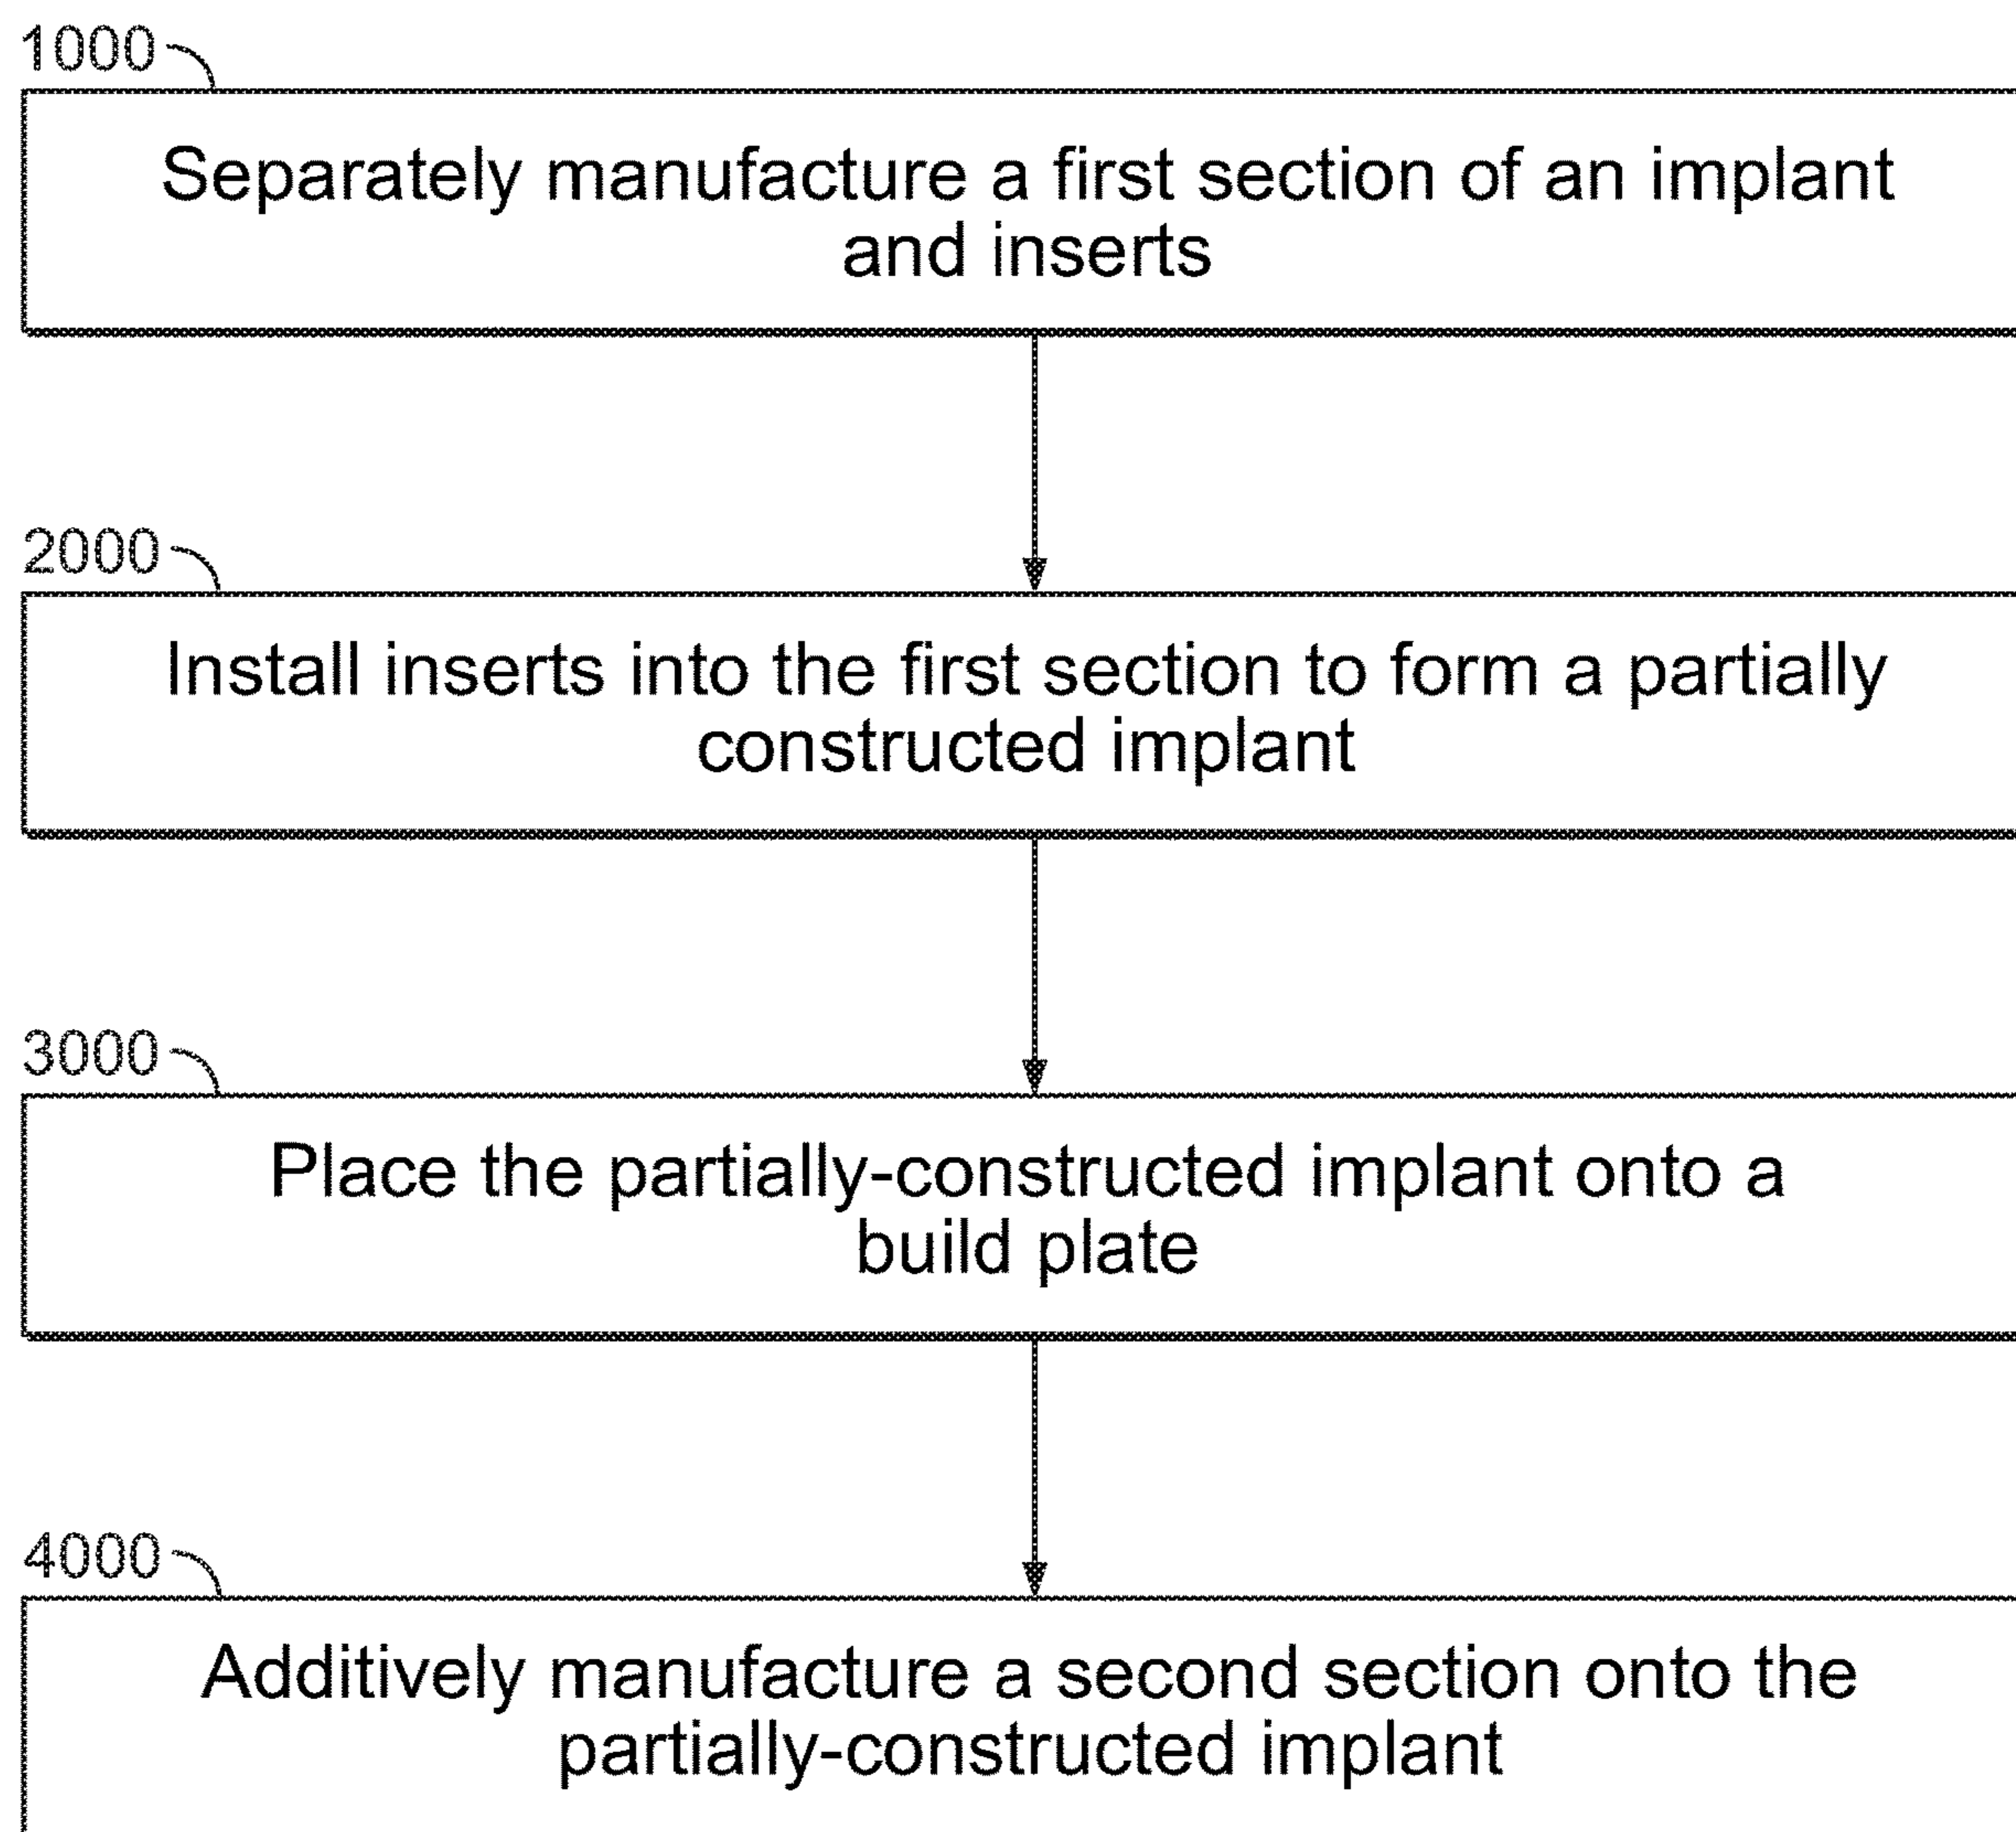 1000
Separately manufacture a first section of an implant
and inserts
2000
Install inserts into the first section to form a partially
constructed implant
3000
Place the partially-constructed implant onto a
build plate
4000
Additively manufacture a second section onto the
partially-constructed implant